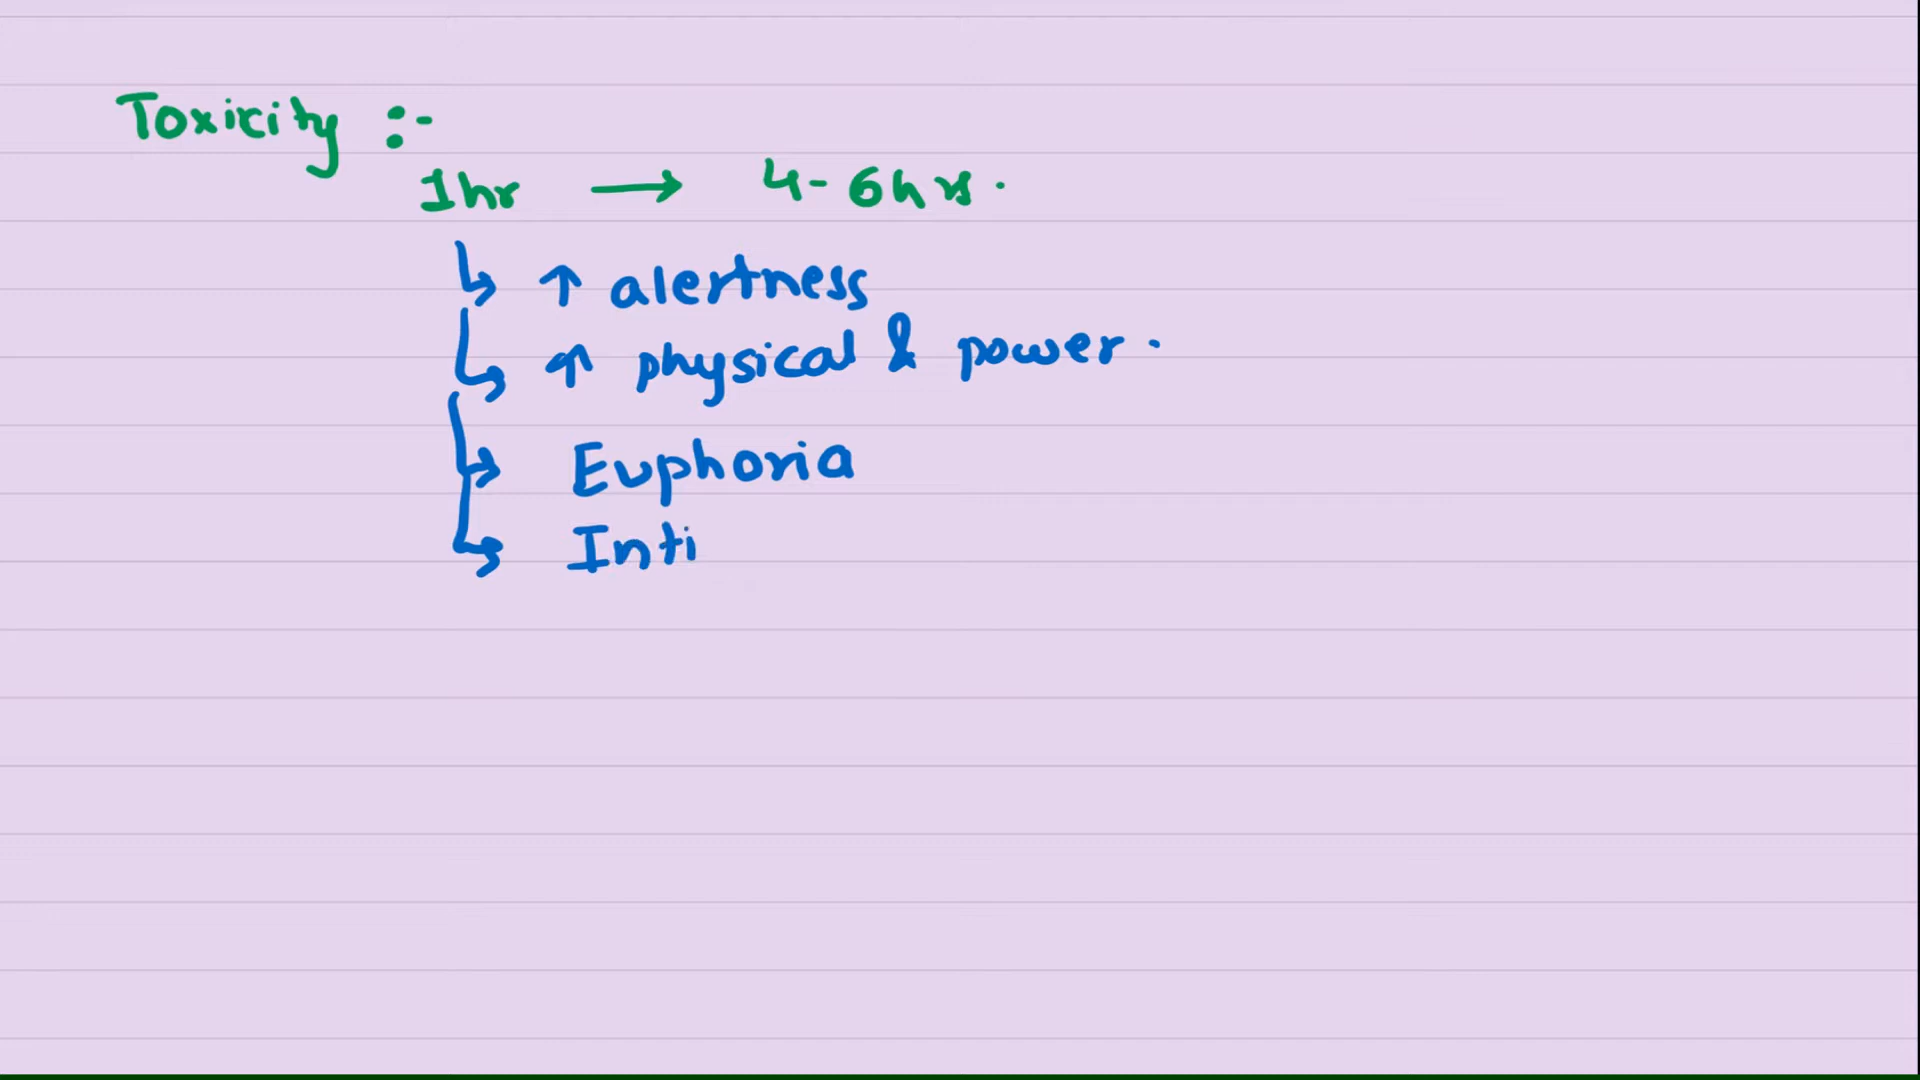 Toxicity :-
1hr → 4-6hrs.
↳ ↑ alertness
↳ ↑ physical & power.
↳ Euphoria
↳ Inti